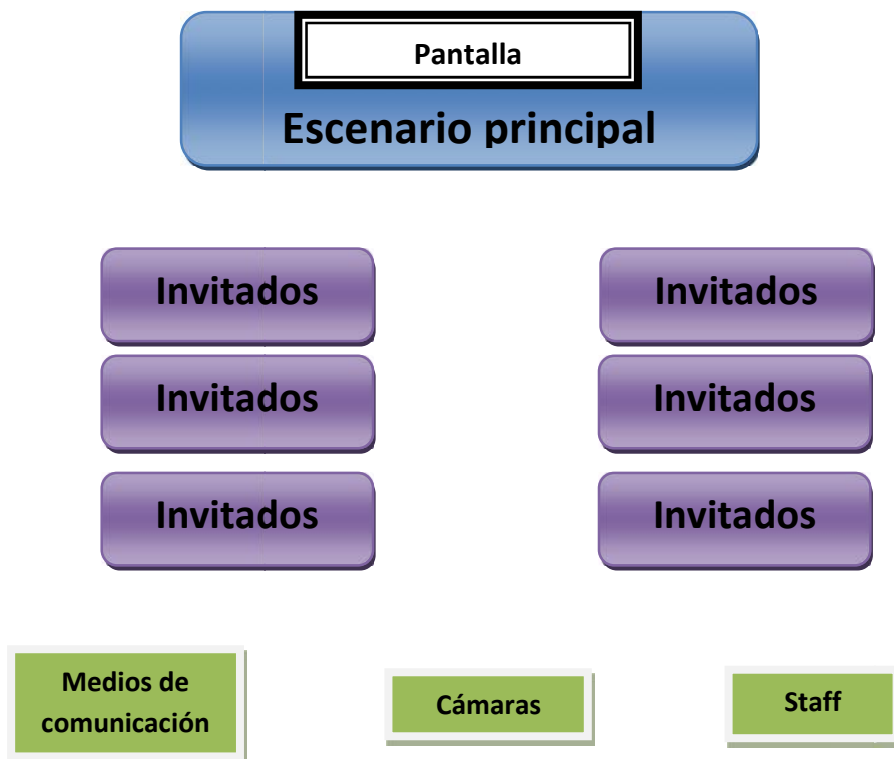 Pantalla
Escenario principal
Invitados
Invitados
Invitados
Invitados
Invitados
Invitados
Medios de
comunicación
Cámaras
Staff